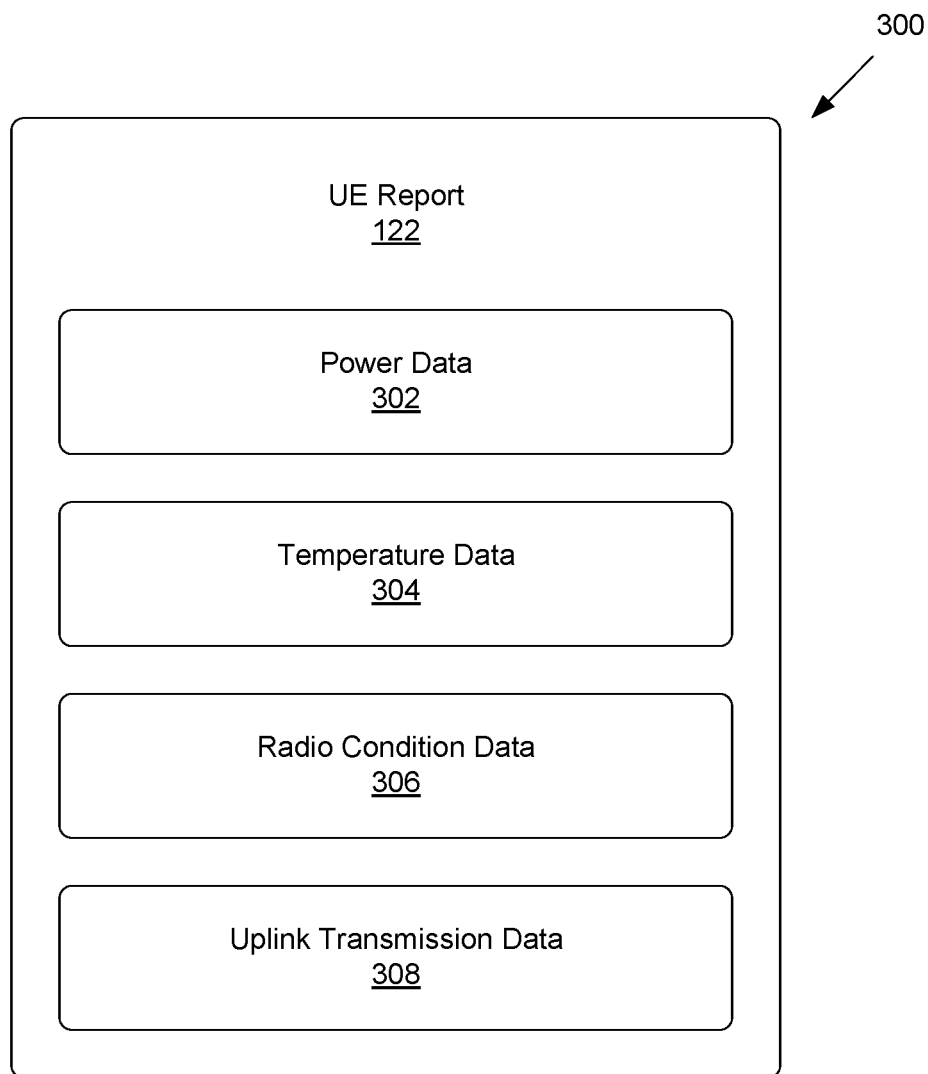 300
UE Report
122
Power Data
302
Temperature Data
304
Radio Condition Data
306
Uplink Transmission Data
308